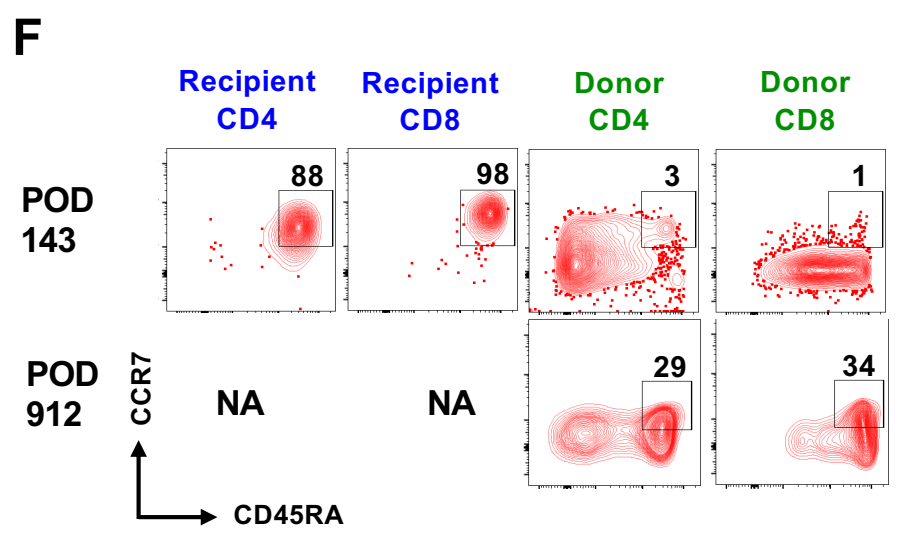 F
Recipient
CD4
Recipient
CD8
Donor
CD4
Donor
CD8
POD
143
88
98
3
1
POD
912
CCR7
NA
NA
29
34
CD45RA